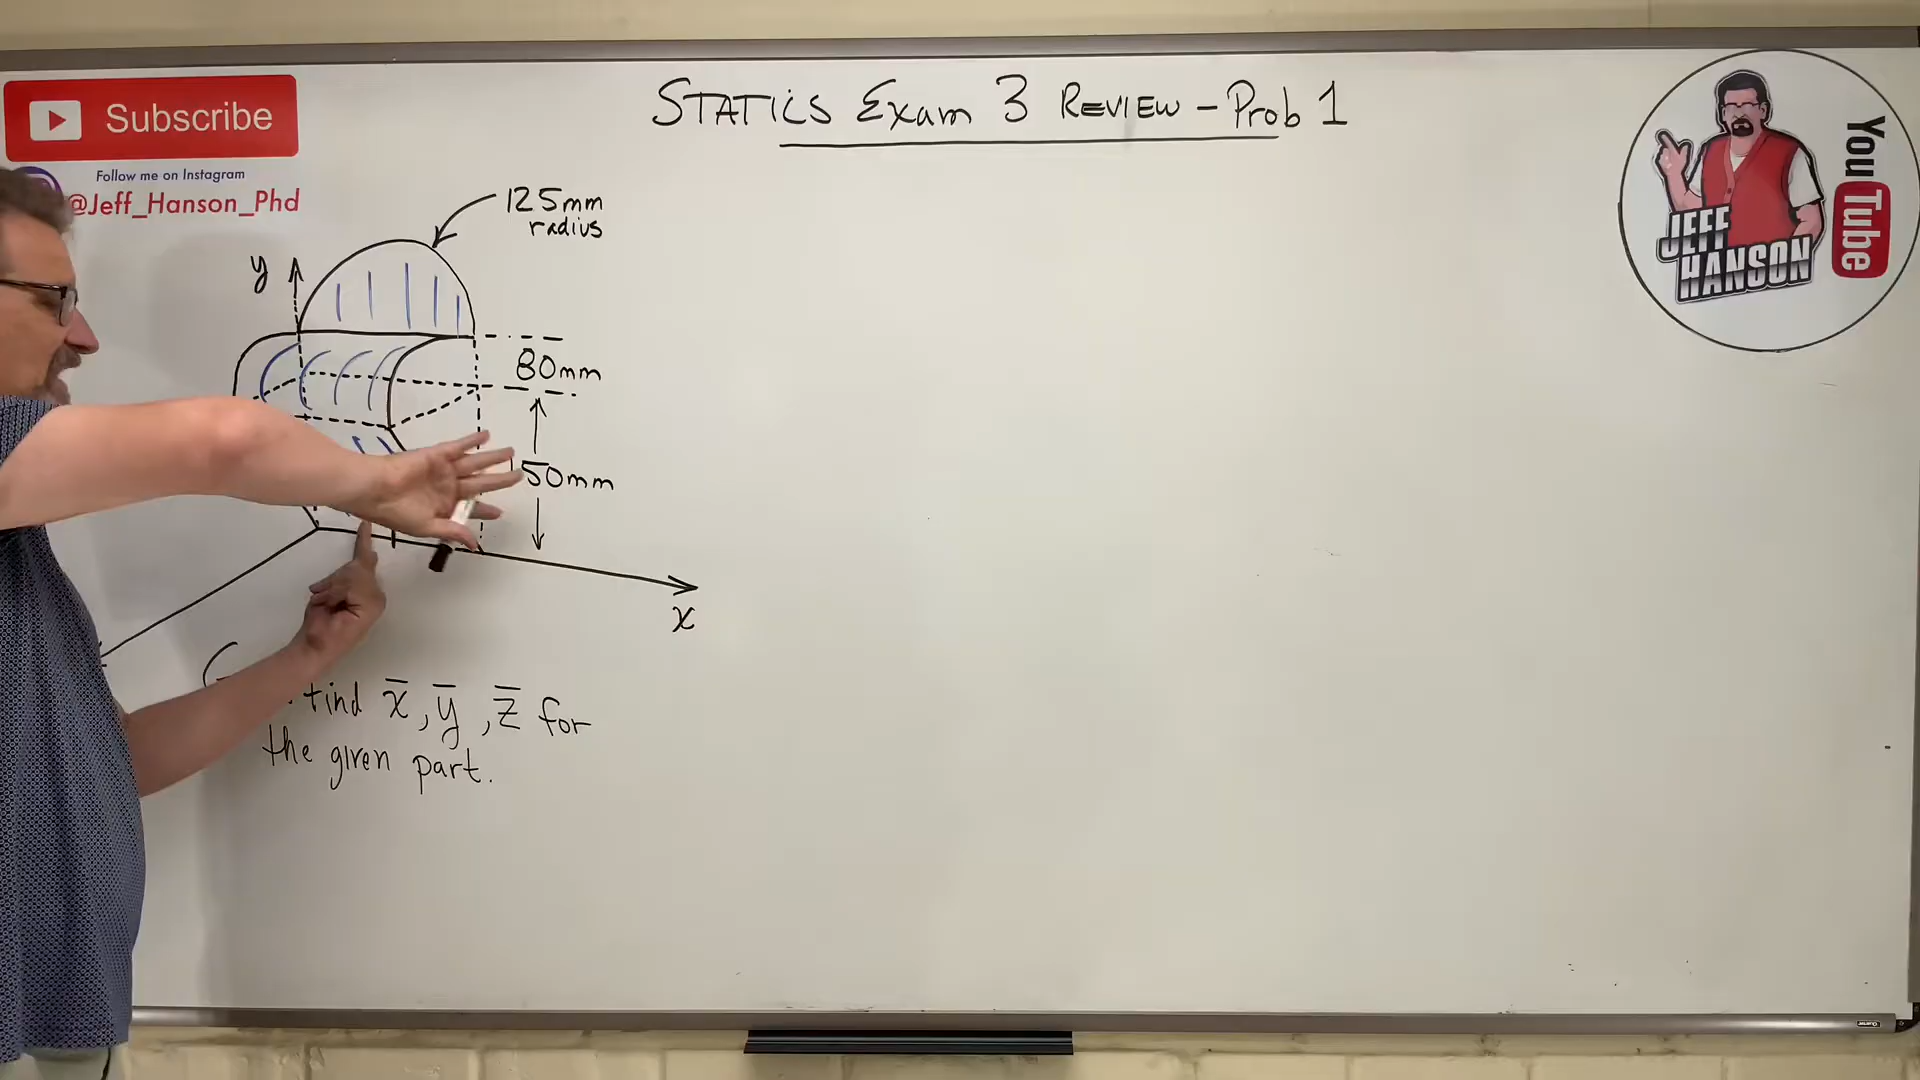 Subscribe
Follow me on Instagram
@Jeff_Hanson_Phd
STATICS Exam 3 REVIEW - Prob 1
125mm
radius
y
80mm
50mm
x
find x̄, ȳ, z̄ for
the given part.
JEFF
HANSON
YouTube